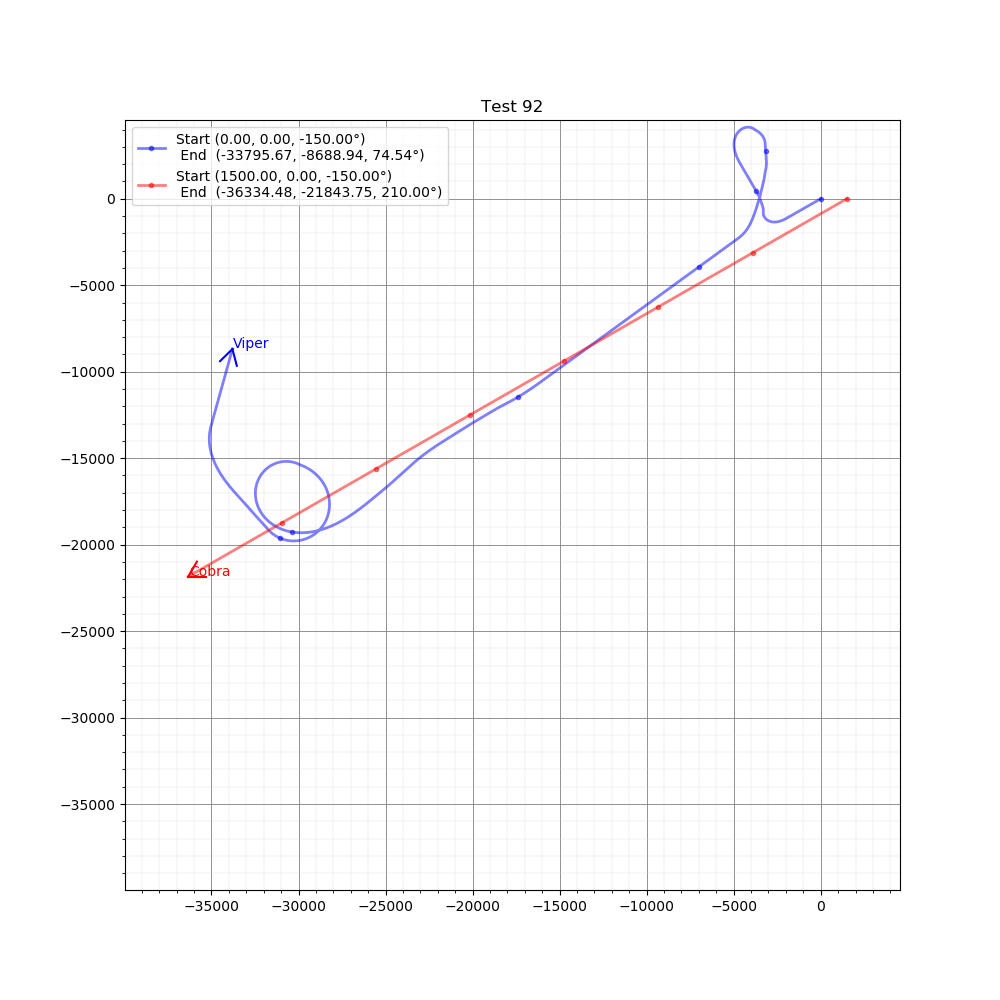 Test 92
Start (0.00, 0.00, -150.00°)
End  (-33795.67, -8688.94, 74.54°)
Start (1500.00, 0.00, -150.00°)
End  (-36334.48, -21843.75, 210.00°)
0
−5000
−10000
−15000
−20000
−25000
−30000
−35000
Viper
Cobra
−35000 −30000 −25000 −20000 −15000 −10000 −5000 0